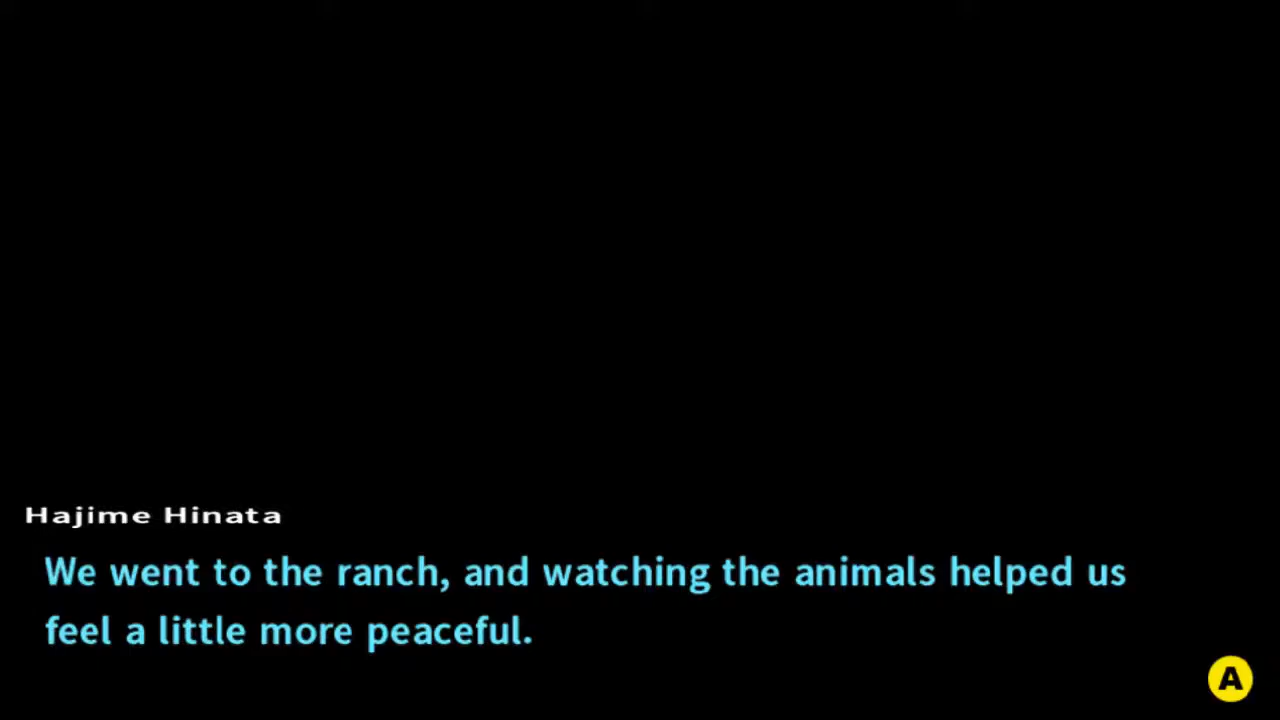 Hajime Hinata
We went to the ranch, and watching the animals helped us
feel a little more peaceful.
A